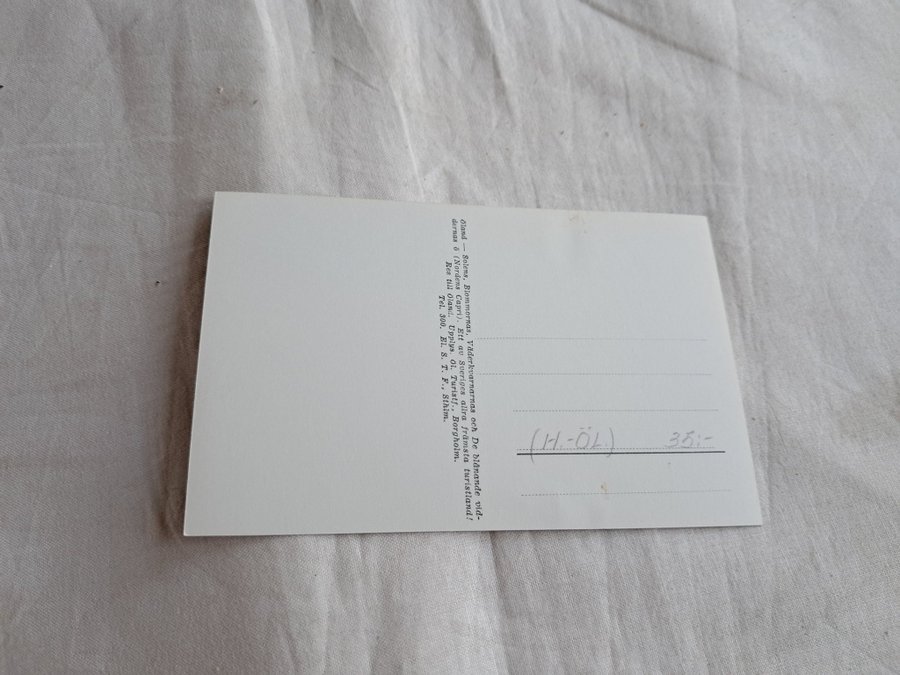 Öland — Solens, Blommornas, Väderkvarnarnas och De blånande vid-
dernas ö (Nordens Capri). Ett av Sveriges allra främsta turistland!
Res till Öland. Upplys. Öl. Turistf., Borgholm.
Tel. 300. El. S. T. F., Sthlm.
(H.-ÖL.) 35:-